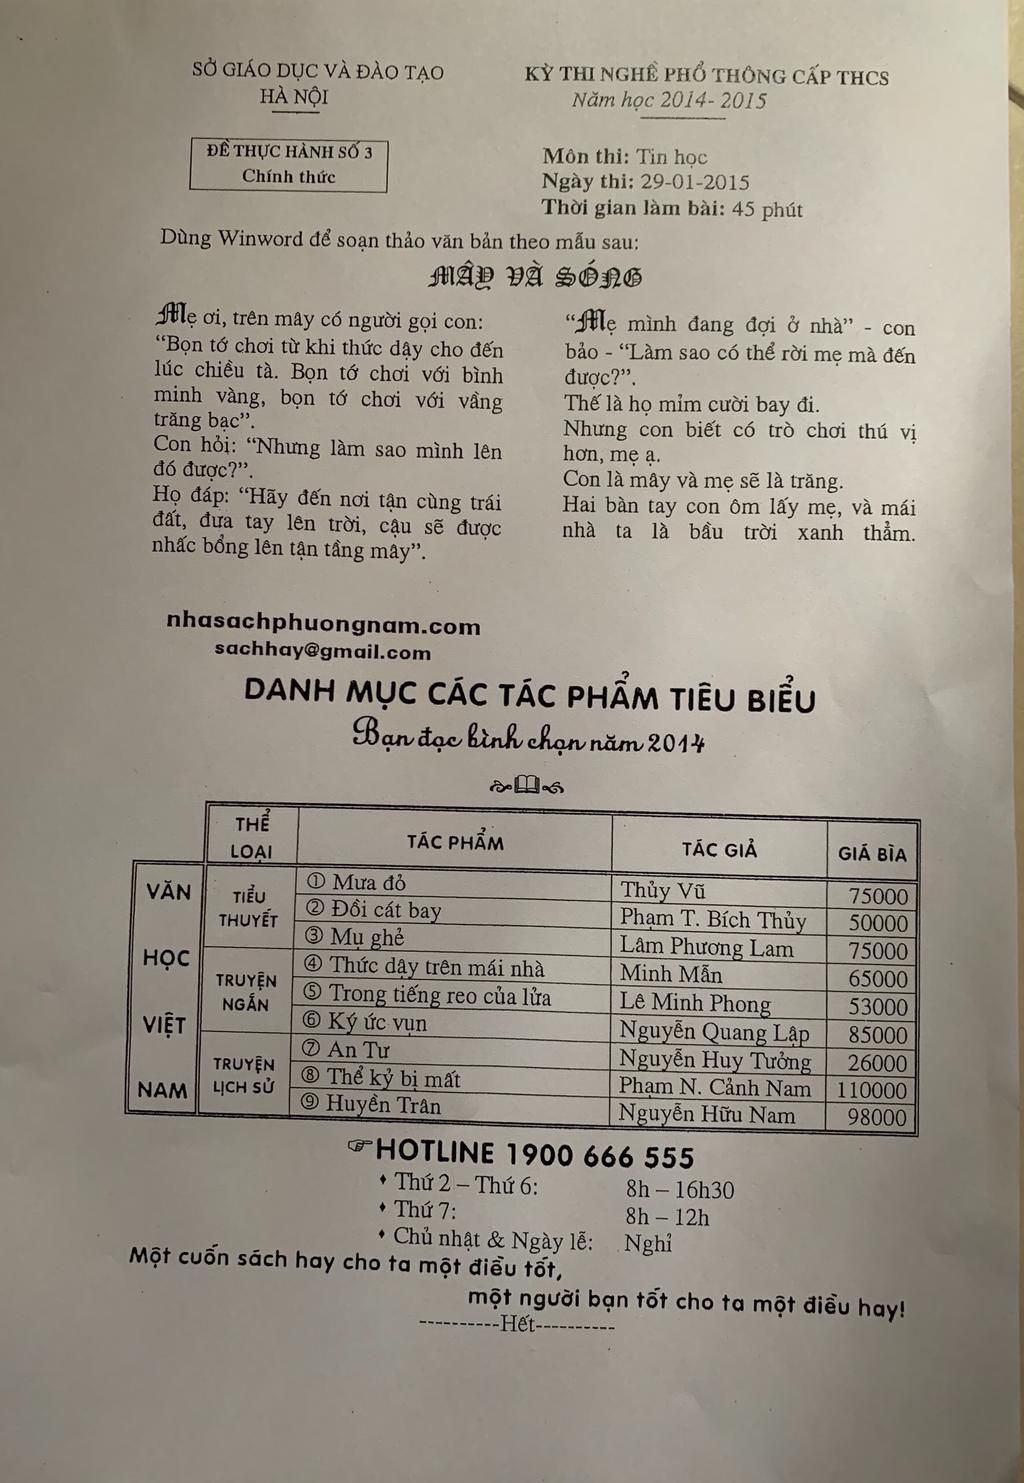 SỞ GIÁO DỤC VÀ ĐÀO TẠO
HÀ NỘI
KỲ THI NGHỀ PHỔ THÔNG CẤP THCS
Năm học 2014- 2015
ĐỀ THỰC HÀNH SỐ 3
Chính thức
Môn thi: Tin học
Ngày thi: 29-01-2015
Thời gian làm bài: 45 phút
Dùng Winword để soạn thảo văn bản theo mẫu sau:
MÂY VÀ SÓNG
Mẹ ơi, trên mây có người gọi con:
“Bọn tớ chơi từ khi thức dậy cho đến
lúc chiều tà. Bọn tớ chơi với bình
minh vàng, bọn tớ chơi với vầng
trăng bạc”.
Con hỏi: “Nhưng làm sao mình lên
đó được?”.
Họ đáp: “Hãy đến nơi tận cùng trái
đất, đưa tay lên trời, cậu sẽ được
nhấc bổng lên tận tầng mây”.
“Mẹ mình đang đợi ở nhà” - con
bảo - “Làm sao có thể rời mẹ mà đến
được?”.
Thế là họ mỉm cười bay đi.
Nhưng con biết có trò chơi thú vị
hơn, mẹ ạ.
Con là mây và mẹ sẽ là trăng.
Hai bàn tay con ôm lấy mẹ, và mái
nhà ta là bầu trời xanh thẳm.
nhasachphuongnam.com
sachhay@gmail.com
DANH MỤC CÁC TÁC PHẨM TIÊU BIỂU
Bạn đọc bình chọn năm 2014
THỂ
LOẠI
TÁC PHẨM
TÁC GIẢ
GIÁ BÌA
VĂN
HỌC
VIỆT
NAM
TIỂU
THUYẾT
① Mưa đỏ
Thủy Vũ
75000
② Đồi cát bay
Phạm T. Bích Thủy
50000
③ Mụ ghẻ
Lâm Phương Lam
75000
TRUYỆN
NGẮN
④ Thức dậy trên mái nhà
Minh Mẫn
65000
⑤ Trong tiếng reo của lửa
Lê Minh Phong
53000
⑥ Ký ức vụn
Nguyễn Quang Lập
85000
TRUYỆN
LỊCH SỬ
⑦ An Tư
Nguyễn Huy Tưởng
26000
⑧ Thể kỷ bị mất
Phạm N. Cảnh Nam
110000
⑨ Huyền Trân
Nguyễn Hữu Nam
98000
☞HOTLINE 1900 666 555
♦ Thứ 2 – Thứ 6: 8h – 16h30
♦ Thứ 7: 8h – 12h
♦ Chủ nhật & Ngày lễ: Nghỉ
Một cuốn sách hay cho ta một điều tốt,
một người bạn tốt cho ta một điều hay!
----------Hết----------